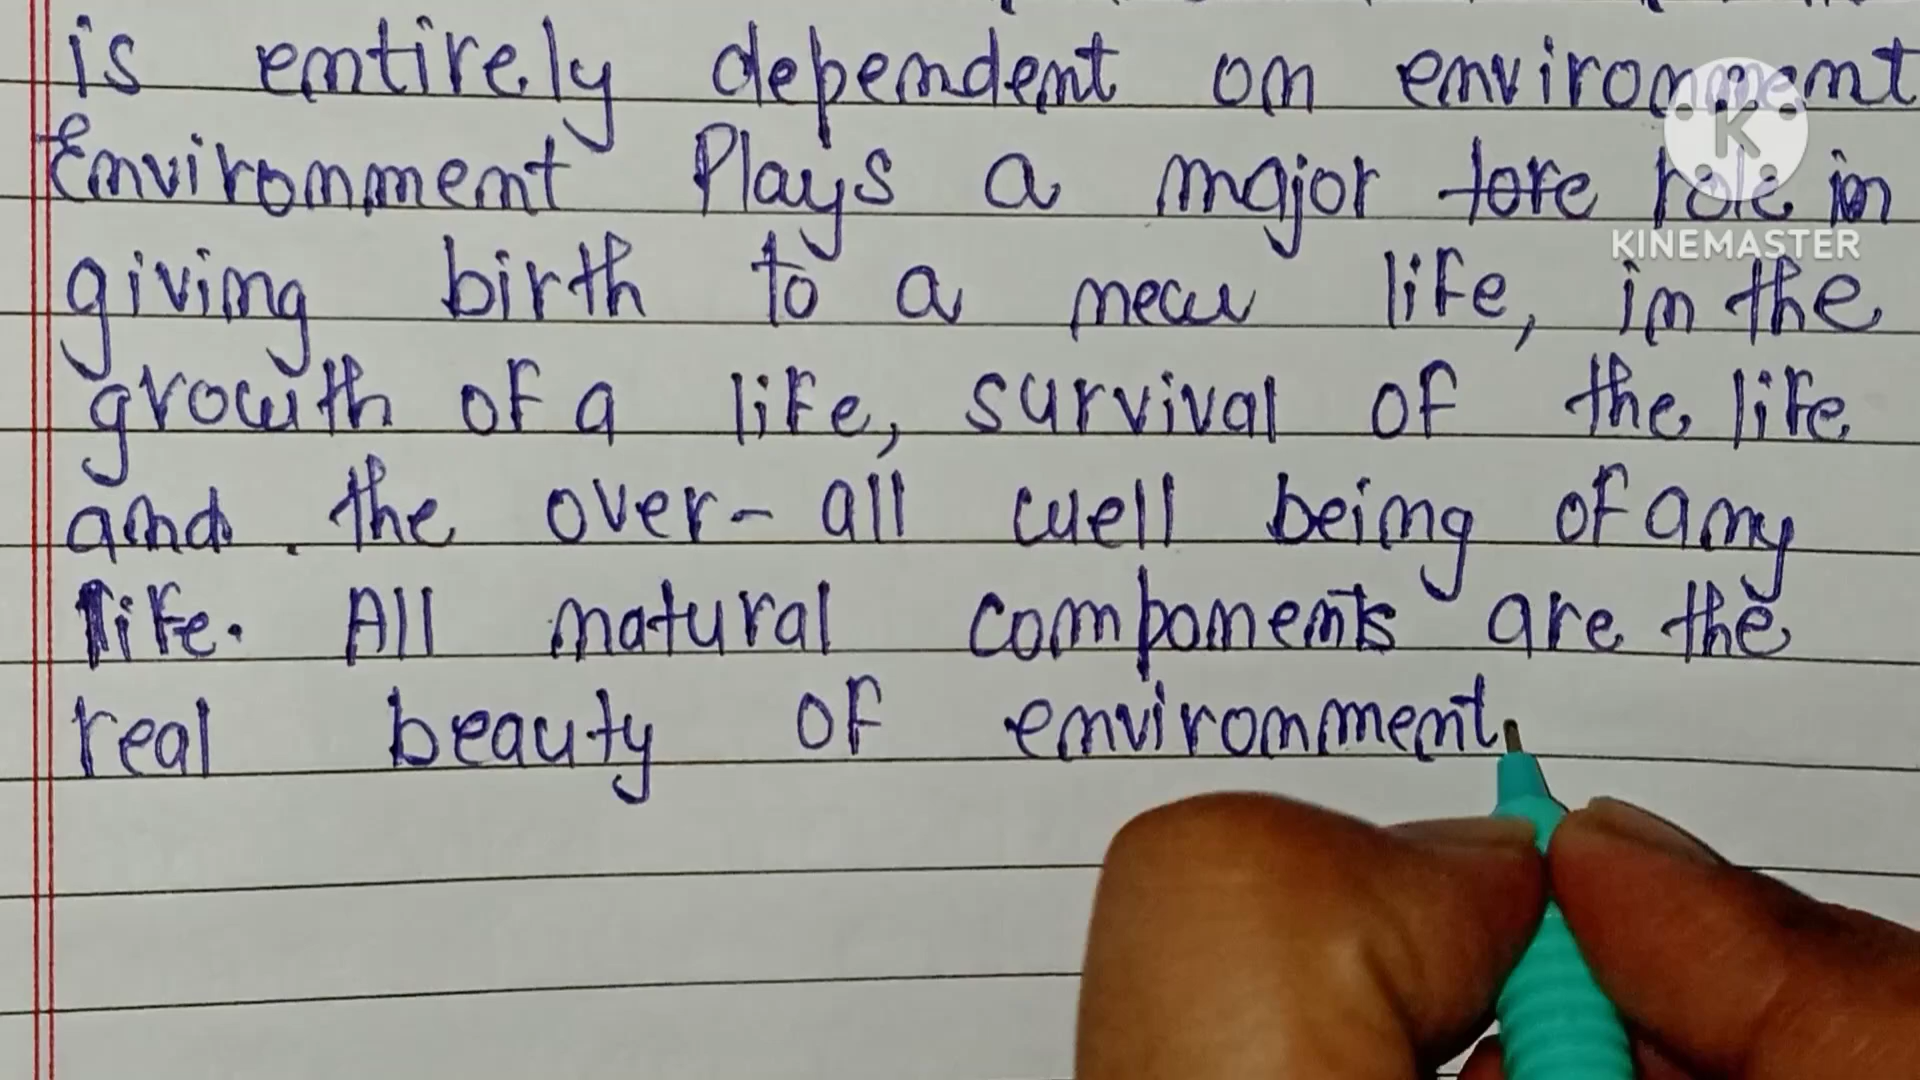 is entirely dependent on environment
Environment Plays a major tore role in
giving birth to a new life, in the
growth of a life, survival of the life
and . the over-all well being of any
life. All natural components are the
real beauty of environment.
K
KINEMASTER